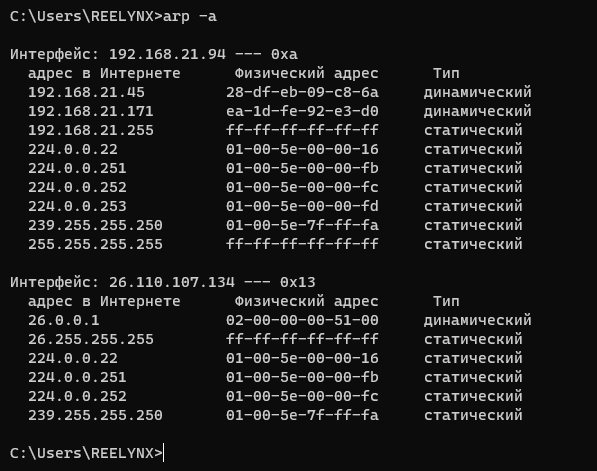 C:\Users\REELYNX>arp -a
Интерфейс: 192.168.21.94 --- 0xa
адрес в Интернете Физический адрес Тип
192.168.21.45 28-df-eb-09-c8-6a динамический
192.168.21.171 ea-1d-fe-92-e3-d0 динамический
192.168.21.255 ff-ff-ff-ff-ff-ff статический
224.0.0.22 01-00-5e-00-00-16 статический
224.0.0.251 01-00-5e-00-00-fb статический
224.0.0.252 01-00-5e-00-00-fc статический
224.0.0.253 01-00-5e-00-00-fd статический
239.255.255.250 01-00-5e-7f-ff-fa статический
255.255.255.255 ff-ff-ff-ff-ff-ff статический
Интерфейс: 26.110.107.134 --- 0x13
адрес в Интернете Физический адрес Тип
26.0.0.1 02-00-00-00-51-00 динамический
26.255.255.255 ff-ff-ff-ff-ff-ff статический
224.0.0.22 01-00-5e-00-00-16 статический
224.0.0.251 01-00-5e-00-00-fb статический
224.0.0.252 01-00-5e-00-00-fc статический
239.255.255.250 01-00-5e-7f-ff-fa статический
C:\Users\REELYNX>